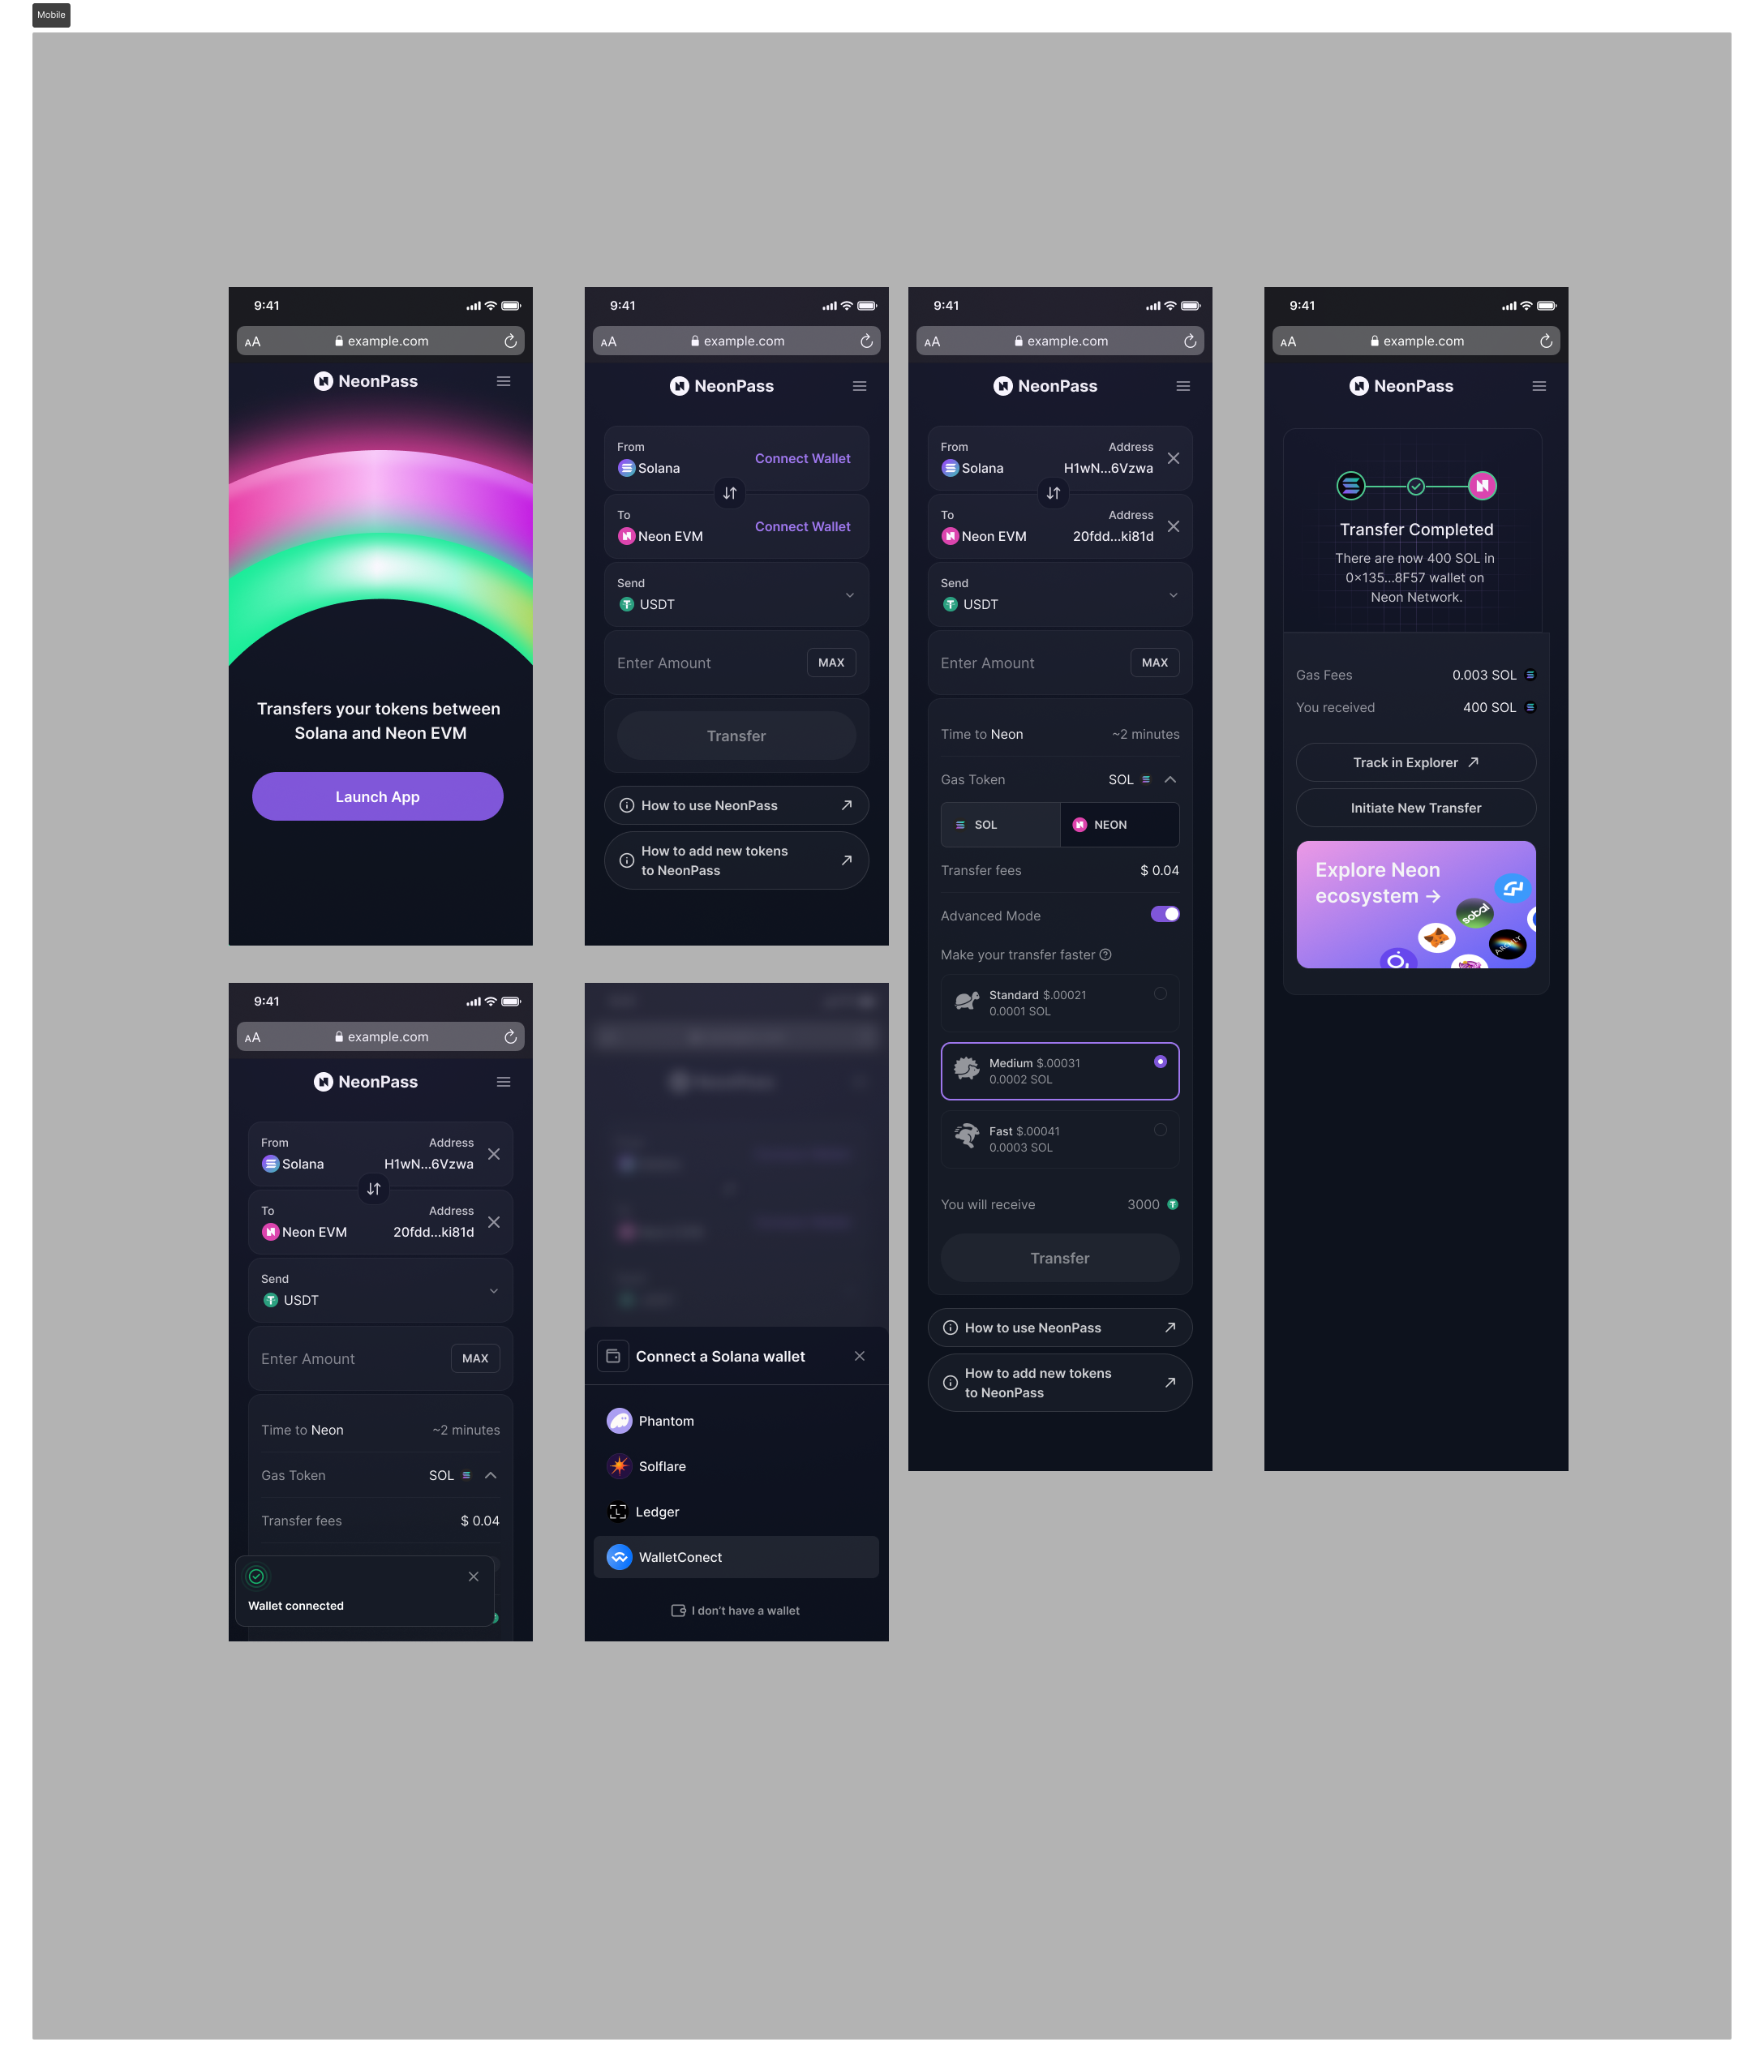 Mobile
9:41
AA example.com
NeonPass
Transfers your tokens between
Solana and Neon EVM
Launch App
9:41
AA example.com
NeonPass
From
Solana
Connect Wallet
To
Neon EVM
Connect Wallet
Send
USDT
Enter Amount
MAX
Transfer
How to use NeonPass
How to add new tokens
to NeonPass
9:41
AA example.com
NeonPass
From
Address
Solana
H1wN...6Vzwa
To
Address
Neon EVM
20fdd...ki81d
Send
USDT
Enter Amount
MAX
Time to Neon
~2 minutes
Gas Token
SOL
SOL
NEON
Transfer fees
$ 0.04
Advanced Mode
Make your transfer faster
Standard $.00021
0.0001 SOL
Medium $.00031
0.0002 SOL
Fast $.00041
0.0003 SOL
You will receive
3000
Transfer
How to use NeonPass
How to add new tokens
to NeonPass
9:41
AA example.com
NeonPass
Transfer Completed
There are now 400 SOL in
0×135...8F57 wallet on
Neon Network.
Gas Fees
0.003 SOL
You received
400 SOL
Track in Explorer
Initiate New Transfer
Explore Neon
ecosystem →
sobal
9:41
AA example.com
NeonPass
From
Address
Solana
H1wN...6Vzwa
To
Address
Neon EVM
20fdd...ki81d
Send
USDT
Enter Amount
MAX
Time to Neon
~2 minutes
Gas Token
SOL
Transfer fees
$ 0.04
Wallet connected
Connect a Solana wallet
Phantom
Solflare
Ledger
WalletConect
I don't have a wallet